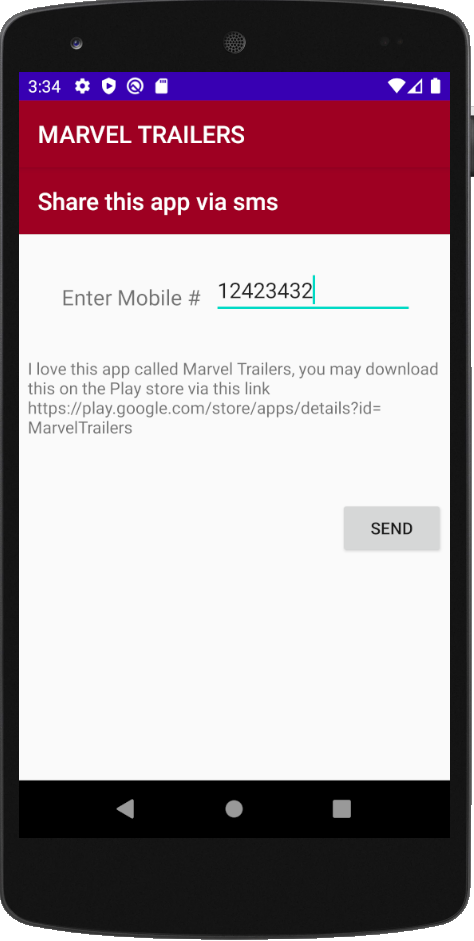 3:34
MARVEL TRAILERS
Share this app via sms
Enter Mobile # 12423432
I love this app called Marvel Trailers, you may download
this on the Play store via this link
https://play.google.com/store/apps/details?id=
MarvelTrailers
SEND